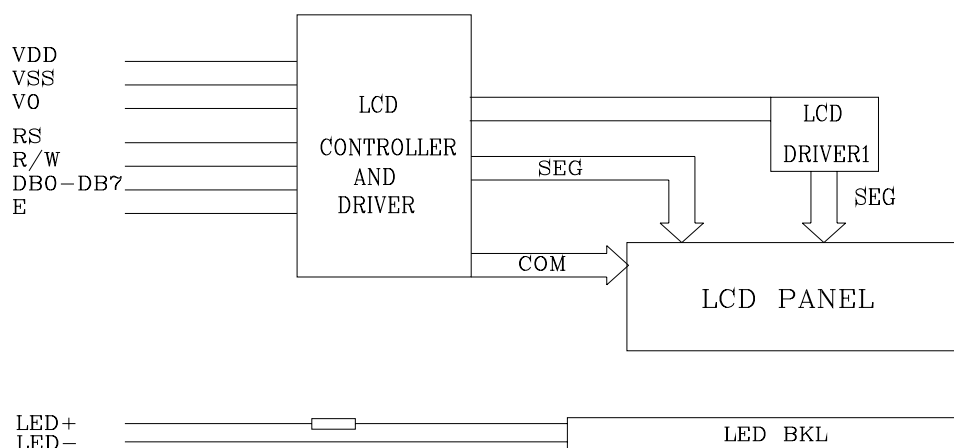 VDD
VSS
V0
RS
R/W
DB0-DB7
E
LCD
CONTROLLER
AND
DRIVER
SEG
COM
LCD
DRIVER1
SEG
LCD PANEL
LED+
LED-
LED BKL